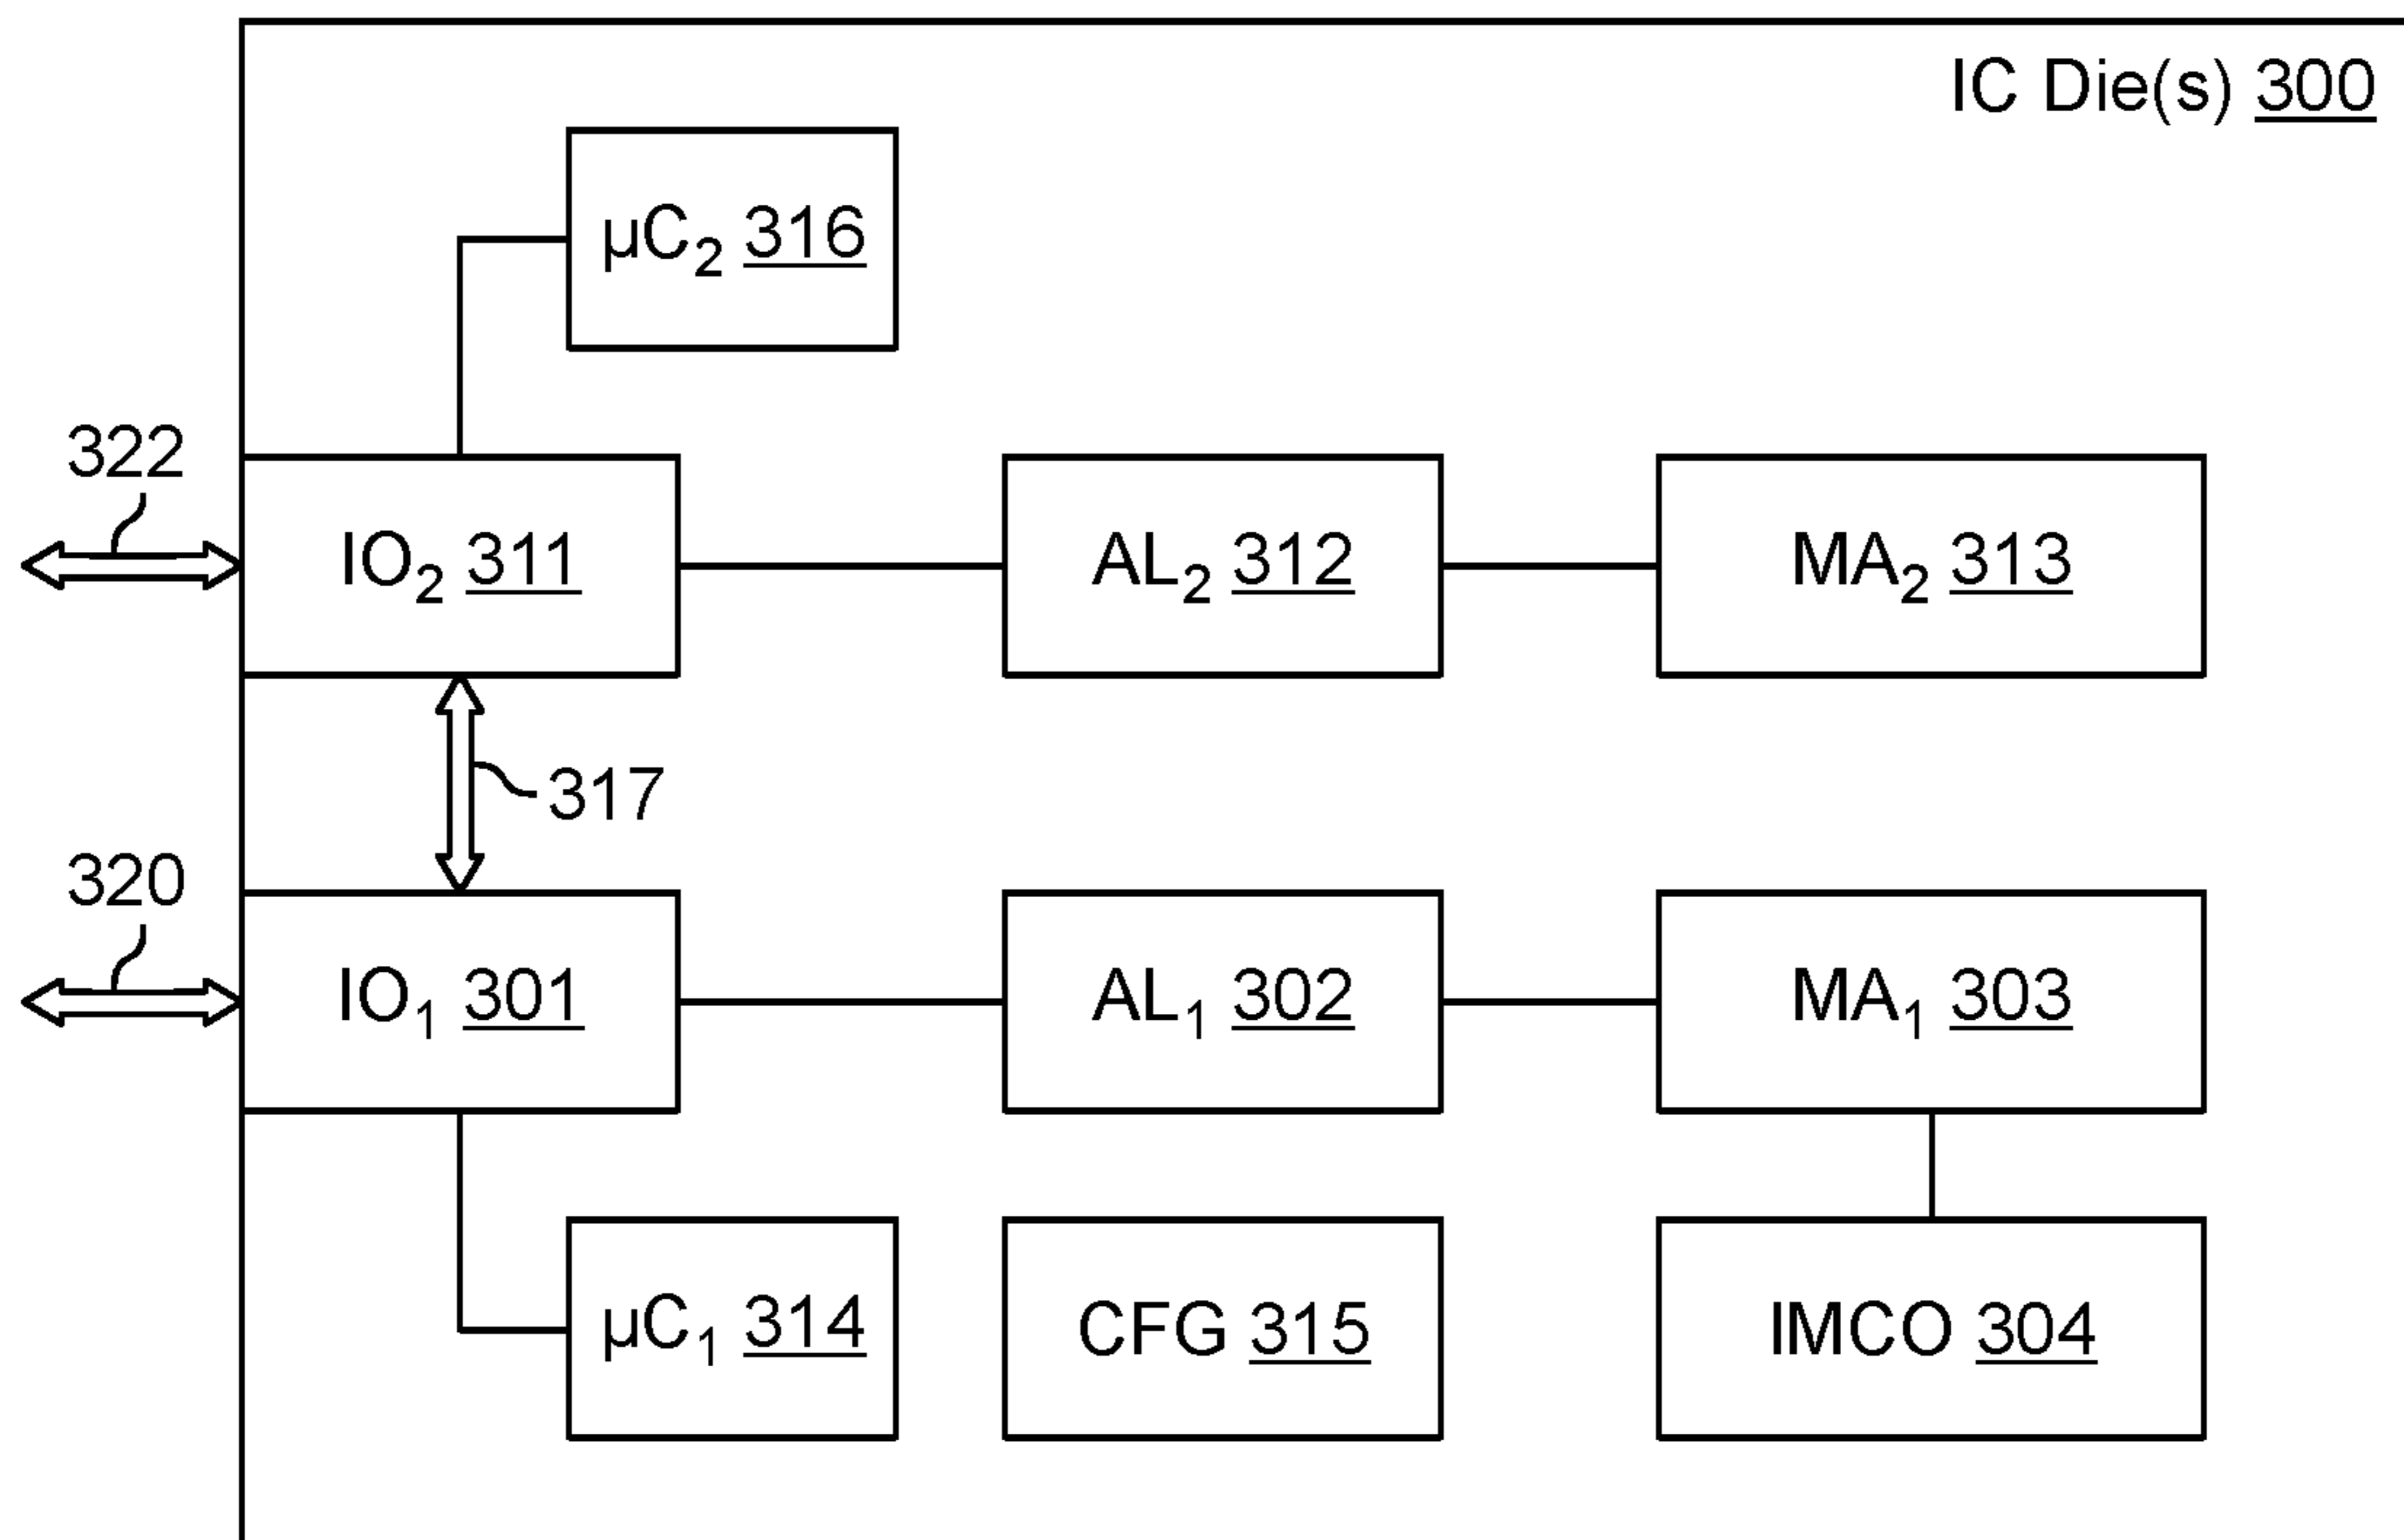 IC Die(s) 300
µC₂ 316
322
IO₂ 311
AL₂ 312
MA₂ 313
317
320
IO₁ 301
AL₁ 302
MA₁ 303
µC₁ 314
CFG 315
IMCO 304